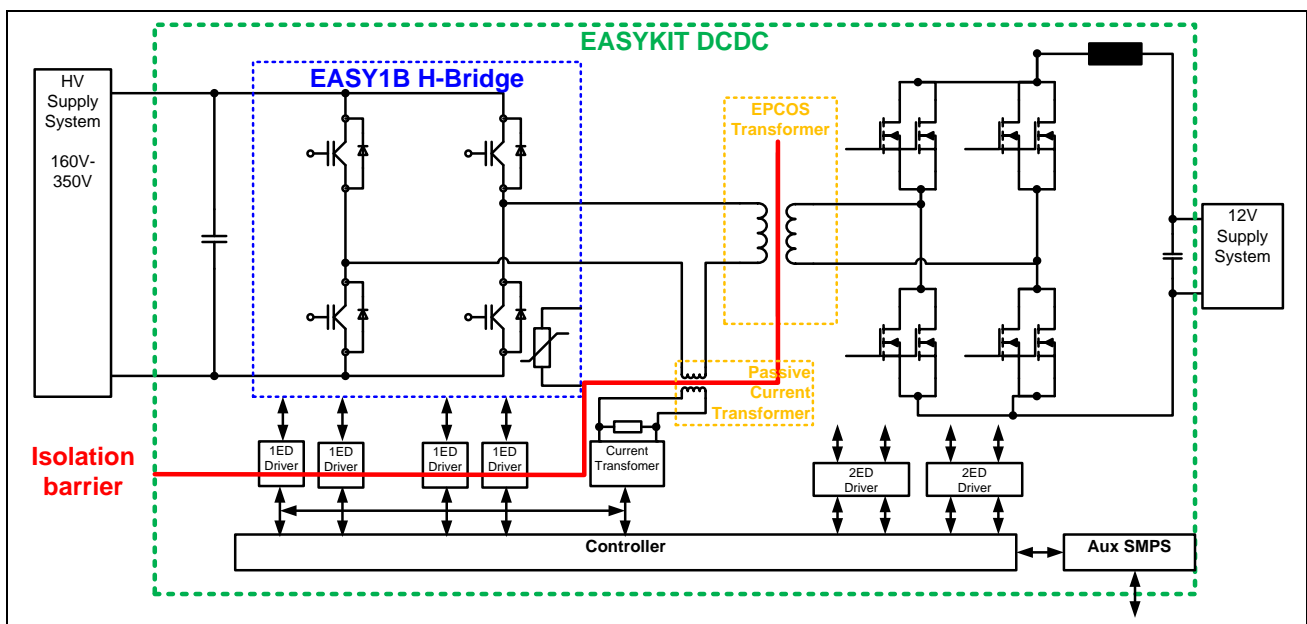 EASYKIT DCDC
HV
Supply
System
160V-
350V
EASY1B H-Bridge
EPCOS
Transformer
12V
Supply
System
Passive
Current
Transformer
Isolation
barrier
1ED
Driver
1ED
Driver
1ED
Driver
1ED
Driver
Current
Transfomer
2ED
Driver
2ED
Driver
Controller
Aux SMPS